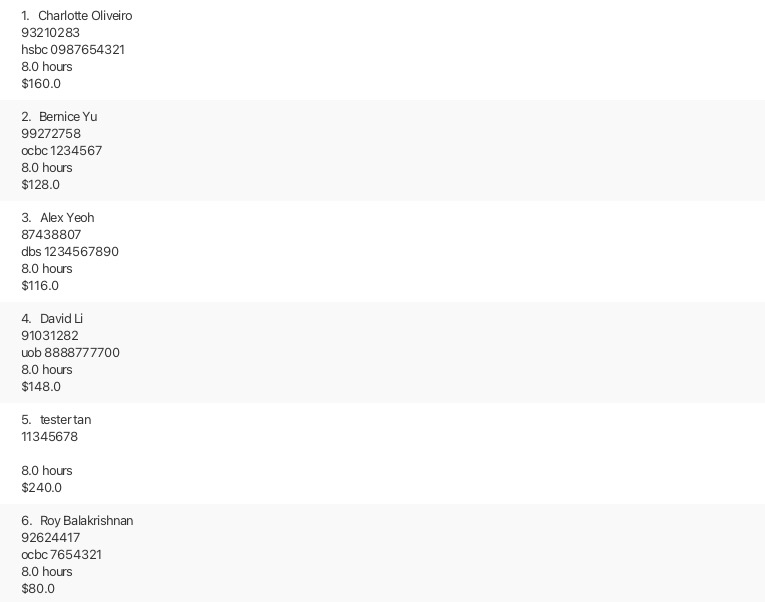 1. Charlotte Oliveiro
93210283
hsbc 0987654321
8.0 hours
$160.0
2. Bernice Yu
99272758
ocbc 1234567
8.0 hours
$128.0
3. Alex Yeoh
87438807
dbs 1234567890
8.0 hours
$116.0
4. David Li
91031282
uob 8888777700
8.0 hours
$148.0
5. tester tan
11345678
8.0 hours
$240.0
6. Roy Balakrishnan
92624417
ocbc 7654321
8.0 hours
$80.0